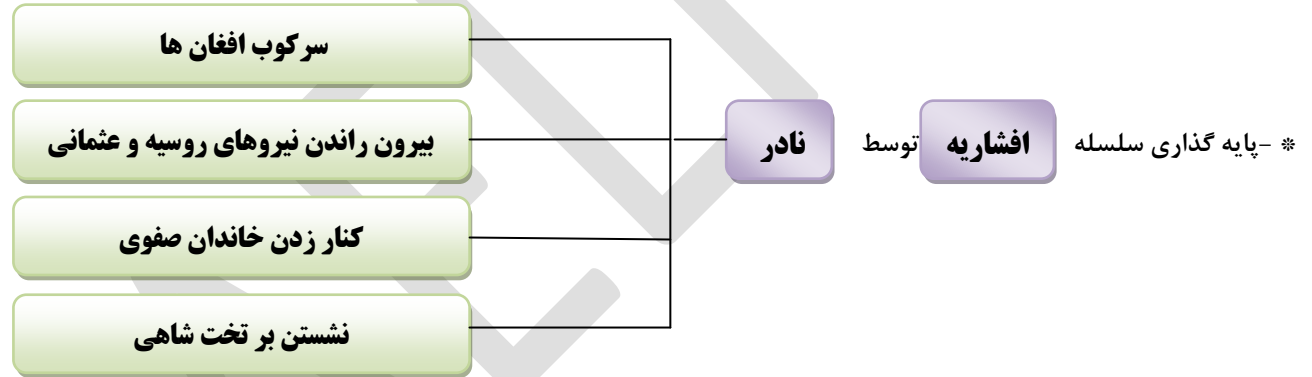 * -پایه گذاری سلسله افشاریه توسط نادر
سرکوب افغان ها
بیرون راندن نیروهای روسیه و عثمانی
کنار زدن خاندان صفوی
نشستن بر تخت شاهی